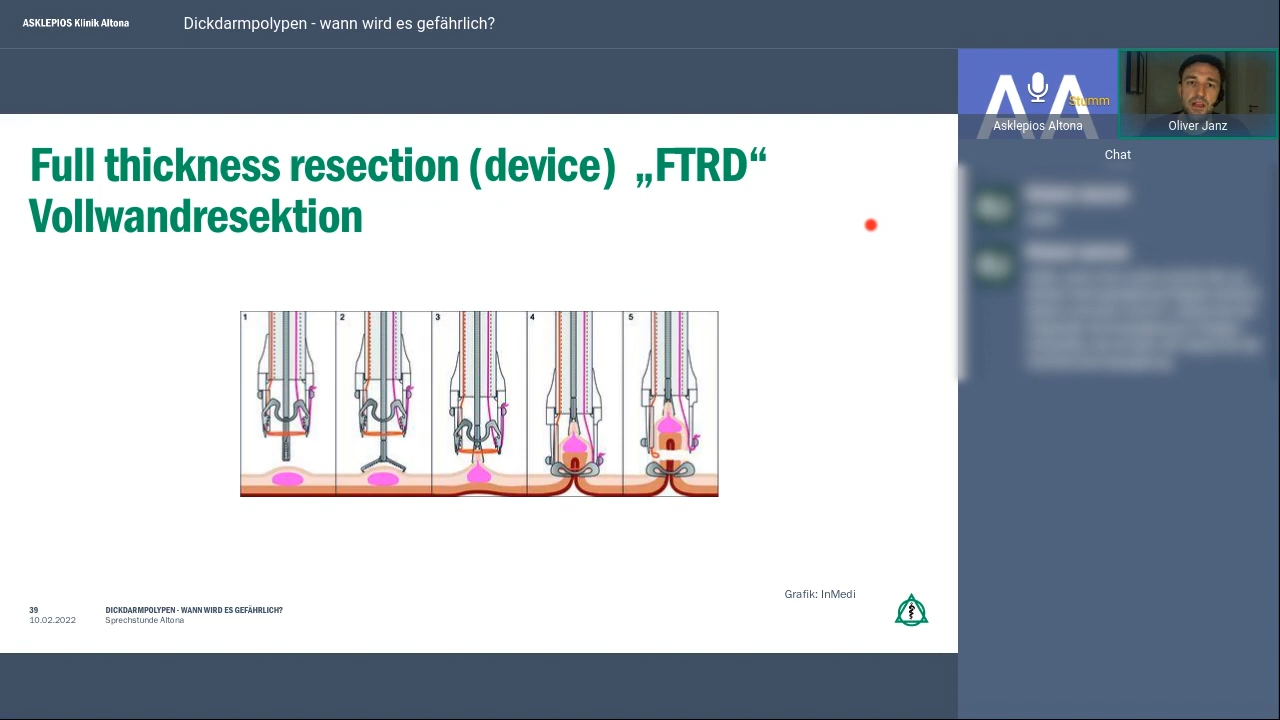 ASKLEPIOS Klinik Altona
Dickdarmpolypen - wann wird es gefährlich?
Stumm
Asklepios Altona
Oliver Janz
Chat
Full thickness resection (device) „FTRD“
Vollwandresektion
1
2
3
4
5
Grafik: InMedi
39
DICKDARMPOLYPEN - WANN WIRD ES GEFÄHRLICH?
10.02.2022
Sprechstunde Altona